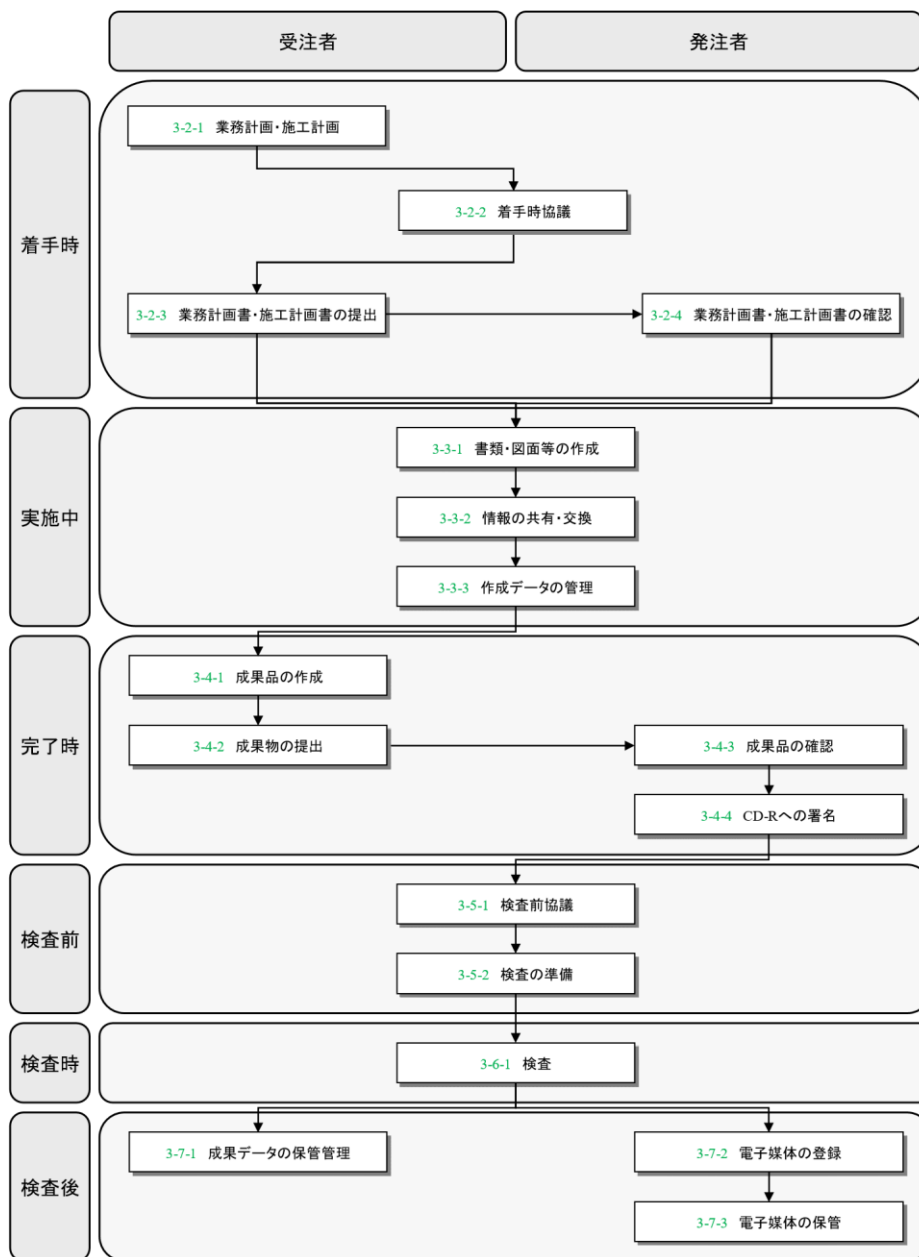 受注者
発注者
着手時
3-2-1 業務計画・施工計画
3-2-2 着手時協議
3-2-3 業務計画書・施工計画書の提出
3-2-4 業務計画書・施工計画書の確認
実施中
3-3-1 書類・図面等の作成
3-3-2 情報の共有・交換
3-3-3 作成データの管理
完了時
3-4-1 成果品の作成
3-4-2 成果物の提出
3-4-3 成果品の確認
3-4-4 CD-Rへの署名
検査前
3-5-1 検査前協議
3-5-2 検査の準備
検査時
3-6-1 検査
検査後
3-7-1 成果データの保管管理
3-7-2 電子媒体の登録
3-7-3 電子媒体の保管